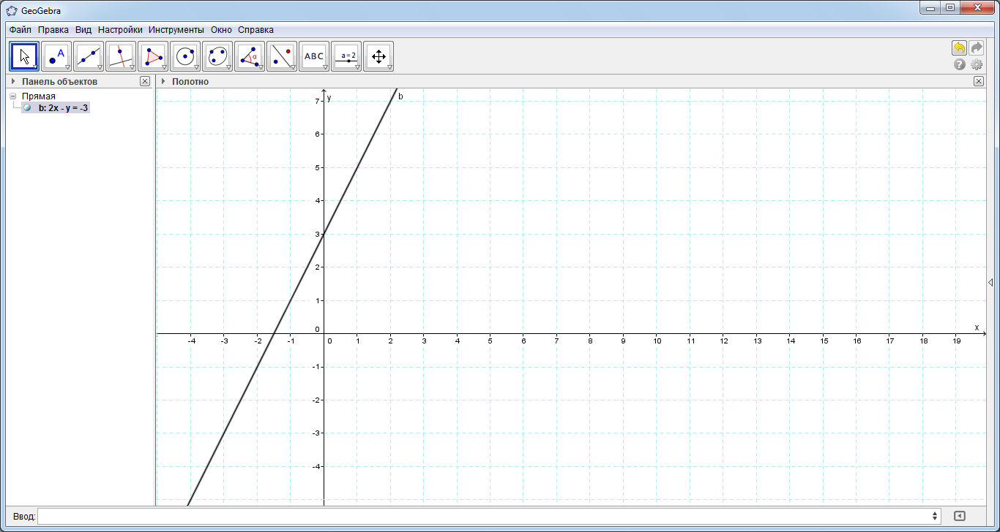 GeoGebra
Файл Правка Вид Настройки Инструменты Окно Справка
A α ABC a = 2
?
Панель объектов
Полотно
Прямая
b: 2x - y = -3
y
b
7
6
5
4
3
2
1
0
-1
-2
-3
-4
x
-4 -3 -2 -1 0 1 2 3 4 5 6 7 8 9 10 11 12 13 14 15 16 17 18 19
Ввод: